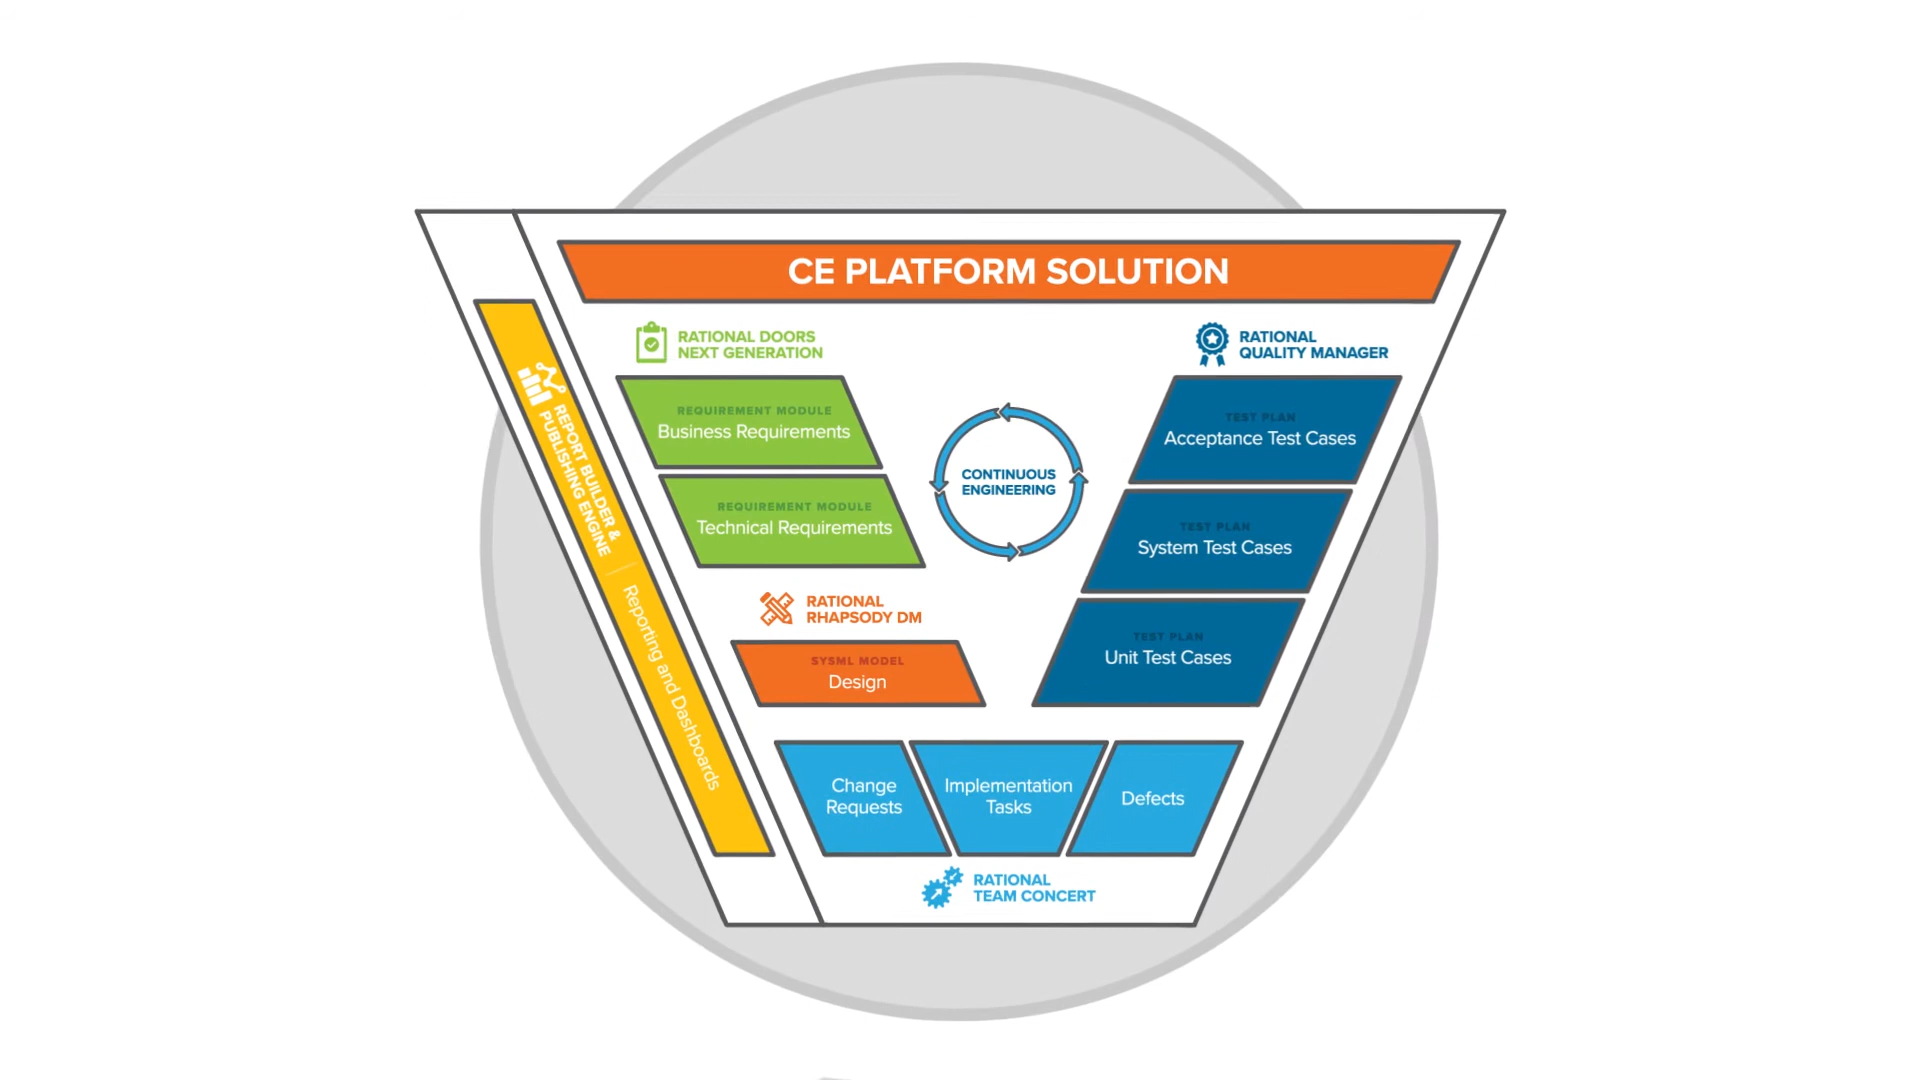 CE PLATFORM SOLUTION
RATIONAL DOORS
NEXT GENERATION
REQUIREMENT MODULE
Business Requirements
REQUIREMENT MODULE
Technical Requirements
RATIONAL
RHAPSODY DM
SYSML MODEL
Design
CONTINUOUS
ENGINEERING
RATIONAL
QUALITY MANAGER
TEST PLAN
Acceptance Test Cases
TEST PLAN
System Test Cases
TEST PLAN
Unit Test Cases
Change
Requests
Implementation
Tasks
Defects
RATIONAL
TEAM CONCERT
REPORT BUILDER &
PUBLISHING ENGINE
Reporting and Dashboards